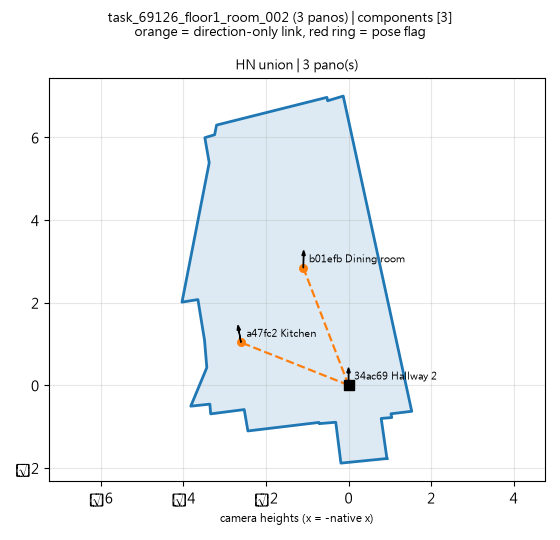 task_69126_floor1_room_002 (3 panos) | components [3]
orange = direction-only link, red ring = pose flag
HN union | 3 pano(s)
6
4
2
0
2
b01efb Dining room
a47fc2 Kitchen
34ac69 Hallway 2
6 4 2 0 2 4
camera heights (x = -native x)